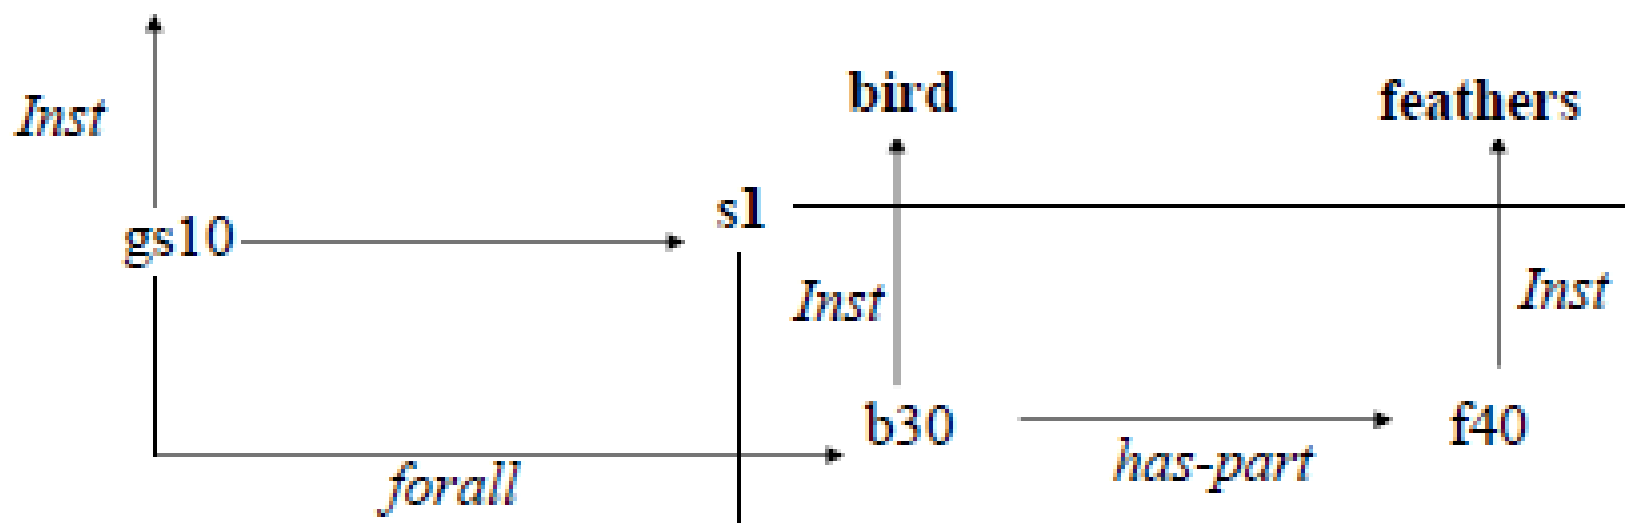 bird
feathers
Inst
s1
gs10
Inst
Inst
b30
f40
has-part
forall